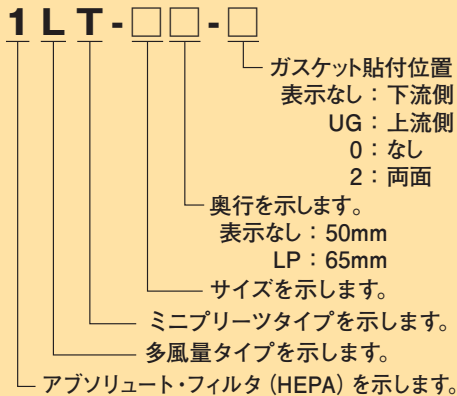 1LT-□□-□
ガスケット貼付位置
表示なし：下流側
UG：上流側
0：なし
2：両面
奥行を示します。
表示なし：50mm
LP：65mm
サイズを示します。
ミニプリーツタイプを示します。
多風量タイプを示します。
アブソリュート・フィルタ（HEPA）を示します。